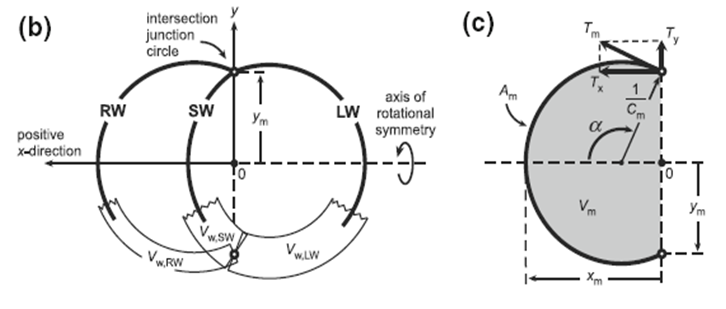 (b)
y
intersection
junction
circle
RW
SW
LW
y_m
axis of
rotational
symmetry
positive
x-direction
0
V_w,RW
V_w,SW
V_w,LW
(c)
T_m
T_y
T_x
A_m
1
C_m
α
0
V_m
y_m
x_m